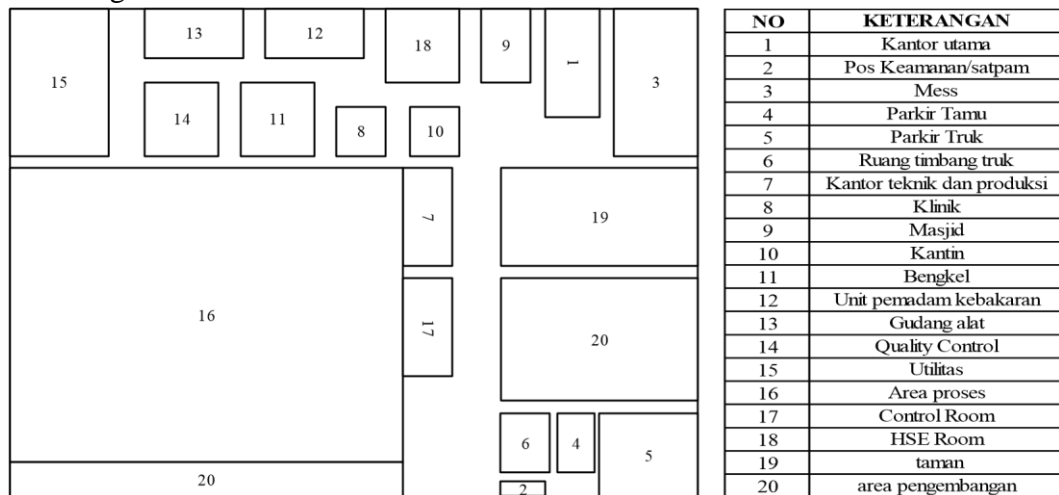 13
12
18
9
1
15
3
14
11
8
10
7
19
16
17
20
6
4
5
20
2
NO KETERANGAN
1 Kantor utama
2 Pos Keamanan/satpam
3 Mess
4 Parkir Tamu
5 Parkir Truk
6 Ruang timbang truk
7 Kantor teknik dan produksi
8 Klinik
9 Masjid
10 Kantin
11 Bengkel
12 Unit pemadam kebakaran
13 Gudang alat
14 Quality Control
15 Utilitas
16 Area proses
17 Control Room
18 HSE Room
19 taman
20 area pengembangan